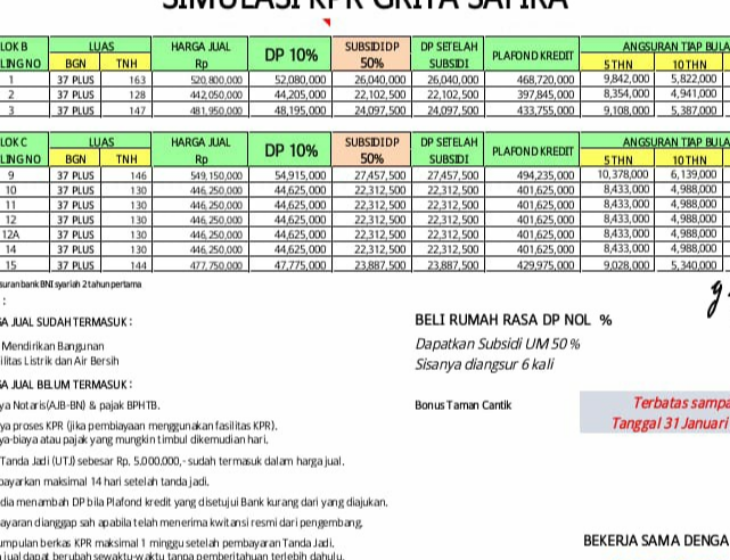 SIMULASI KPR GRIYA SAFIRA
LOK B LUAS HARGA JUAL DP 10% SUBSIDI DP DP SETELAH PLAFOND KREDIT ANGSURAN TIAP BULA
LING NO BGN TNH Rp 50% SUBSIDI 5 THN 10 THN
1 37 PLUS 163 520,800,000 52,080,000 26,040,000 26,040,000 468,720,000 9,842,000 5,822,000
2 37 PLUS 128 442,050,000 44,205,000 22,102,500 22,102,500 397,845,000 8,354,000 4,941,000
3 37 PLUS 147 481,950,000 48,195,000 24,097,500 24,097,500 433,755,000 9,108,000 5,387,000
LOK C LUAS HARGA JUAL DP 10% SUBSIDI DP DP SETELAH PLAFOND KREDIT ANGSURAN TIAP BULA
LING NO BGN TNH Rp 50% SUBSIDI 5 THN 10 THN
9 37 PLUS 146 549,150,000 54,915,000 27,457,500 27,457,500 494,235,000 10,378,000 6,139,000
10 37 PLUS 130 446,250,000 44,625,000 22,312,500 22,312,500 401,625,000 8,433,000 4,988,000
11 37 PLUS 130 446,250,000 44,625,000 22,312,500 22,312,500 401,625,000 8,433,000 4,988,000
12 37 PLUS 130 446,250,000 44,625,000 22,312,500 22,312,500 401,625,000 8,433,000 4,988,000
12A 37 PLUS 130 446,250,000 44,625,000 22,312,500 22,312,500 401,625,000 8,433,000 4,988,000
14 37 PLUS 130 446,250,000 44,625,000 22,312,500 22,312,500 401,625,000 8,433,000 4,988,000
15 37 PLUS 144 477,750,000 47,775,000 23,887,500 23,887,500 429,975,000 9,028,000 5,340,000
suran bank BNI syariah 2 tahun pertama
:
GA JUAL SUDAH TERMASUK :
Mendirikan Bangunan
ilitas Listrik dan Air Bersih
GA JUAL BELUM TERMASUK :
ya Notaris(AJB-BN) & pajak BPHTB.
ya proses KPR (jika pembiayaan menggunakan fasilitas KPR).
ya-biaya atau pajak yang mungkin timbul dikemudian hari.
Tanda Jadi (UTJ) sebesar Rp. 5.000.000,- sudah termasuk dalam harga jual.
bayarkan maksimal 14 hari setelah tanda jadi.
dia menambah DP bila Plafond kredit yang disetujui Bank kurang dari yang diajukan.
ayaran dianggap sah apabila telah menerima kwitansi resmi dari pengembang.
umpulan berkas KPR maksimal 1 minggu setelah pembayaran Tanda Jadi.
jual dapat berubah sewaktu-waktu tanpa pemberitahuan terlebih dahulu.
BELI RUMAH RASA DP NOL %
Dapatkan Subsidi UM 50 %
Sisanya diangsur 6 kali
Bonus Taman Cantik
Terbatas sampa
Tanggal 31 Januari
BEKERJA SAMA DENGA